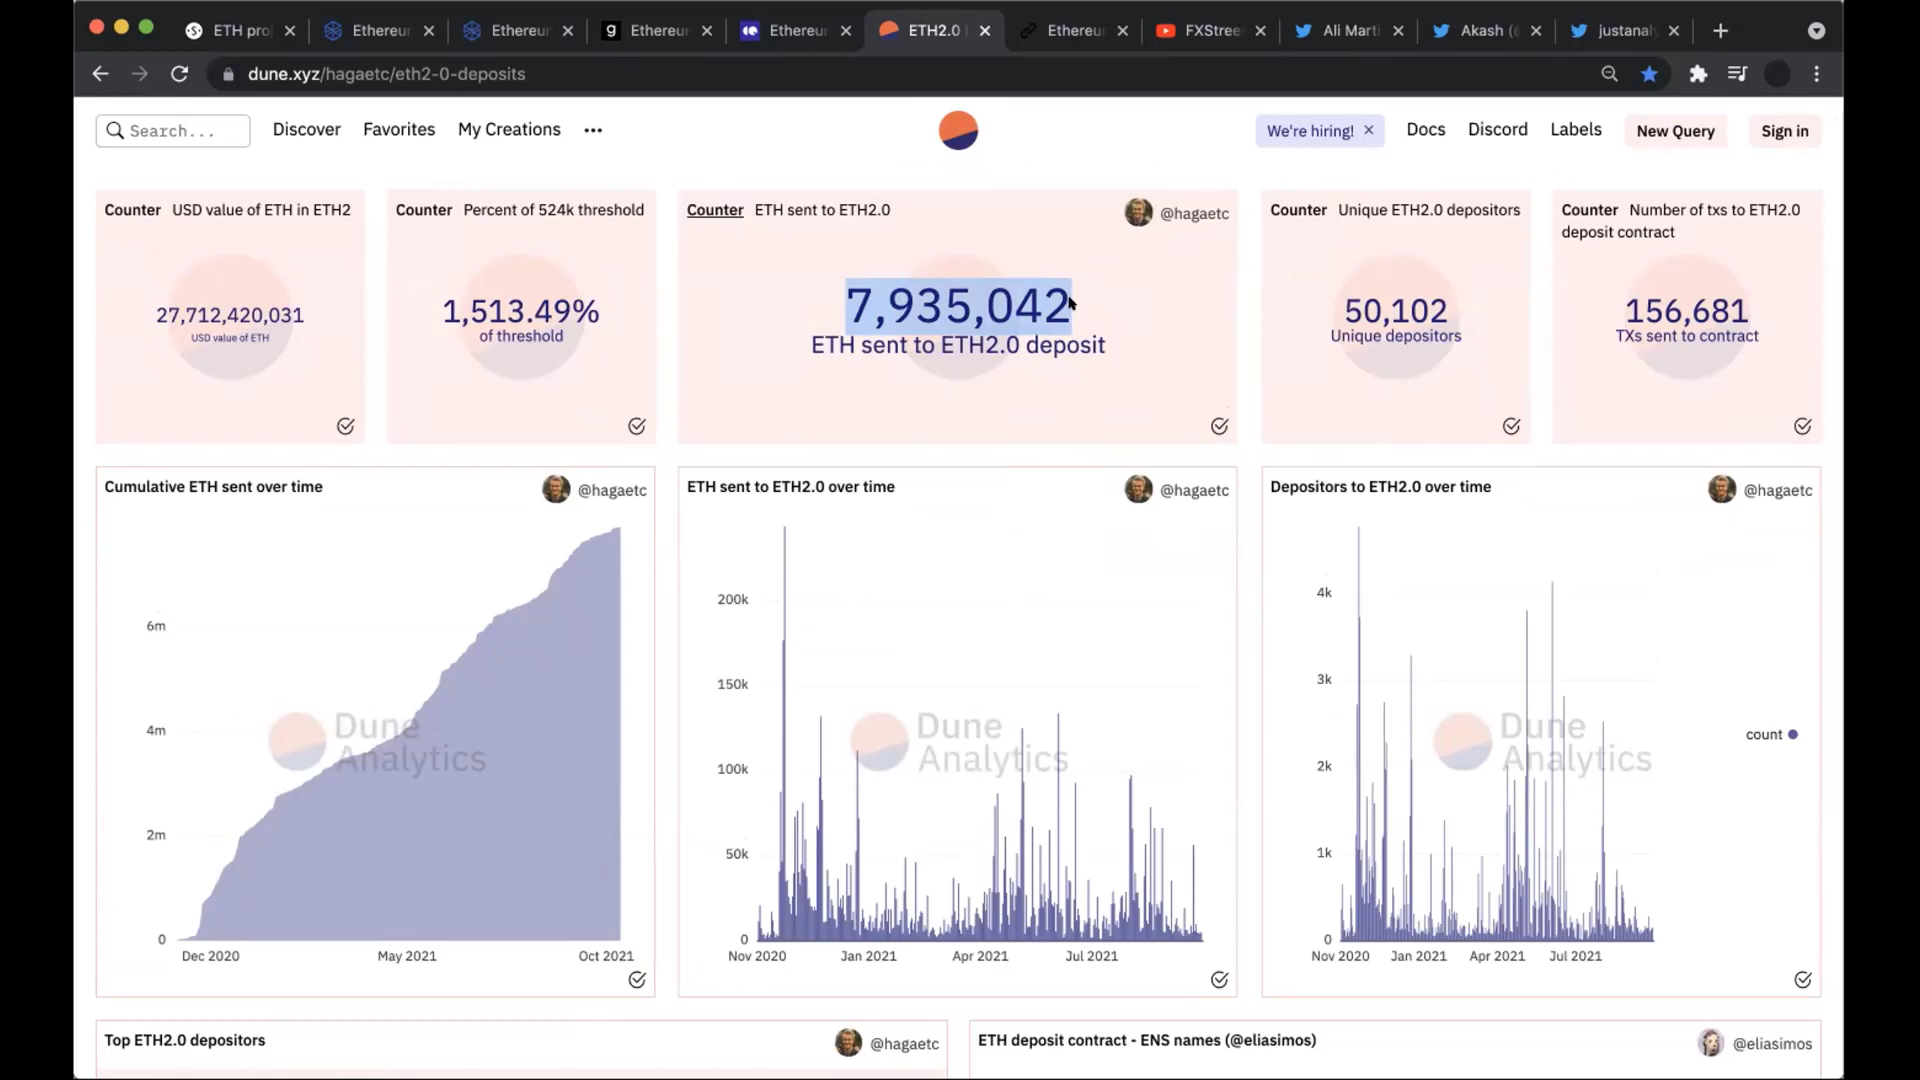 ETH pro
Ethereu
Ethereu
g
Ethereu
Ethereu
ETH2.0
Ethereu
FXStree
Ali Marti
Akash (
justanal
dune.xyz/hagaetc/eth2-0-deposits
Search...
Discover
Favorites
My Creations
•••
We're hiring! ×
Docs
Discord
Labels
New Query
Sign in
Counter USD value of ETH in ETH2
27,712,420,031
USD value of ETH
Counter Percent of 524k threshold
1,513.49%
of threshold
Counter ETH sent to ETH2.0
@hagaetc
7,935,042
ETH sent to ETH2.0 deposit
Counter Unique ETH2.0 depositors
50,102
Unique depositors
Counter Number of txs to ETH2.0
deposit contract
156,681
TXs sent to contract
Cumulative ETH sent over time
@hagaetc
6m
4m
2m
0
Dune
Analytics
Dec 2020
May 2021
Oct 2021
ETH sent to ETH2.0 over time
@hagaetc
200k
150k
100k
50k
0
Dune
Analytics
Nov 2020
Jan 2021
Apr 2021
Jul 2021
Depositors to ETH2.0 over time
@hagaetc
4k
3k
2k
1k
0
Dune
Analytics
count
Nov 2020
Jan 2021
Apr 2021
Jul 2021
Top ETH2.0 depositors
@hagaetc
ETH deposit contract - ENS names (@eliasimos)
@eliasimos